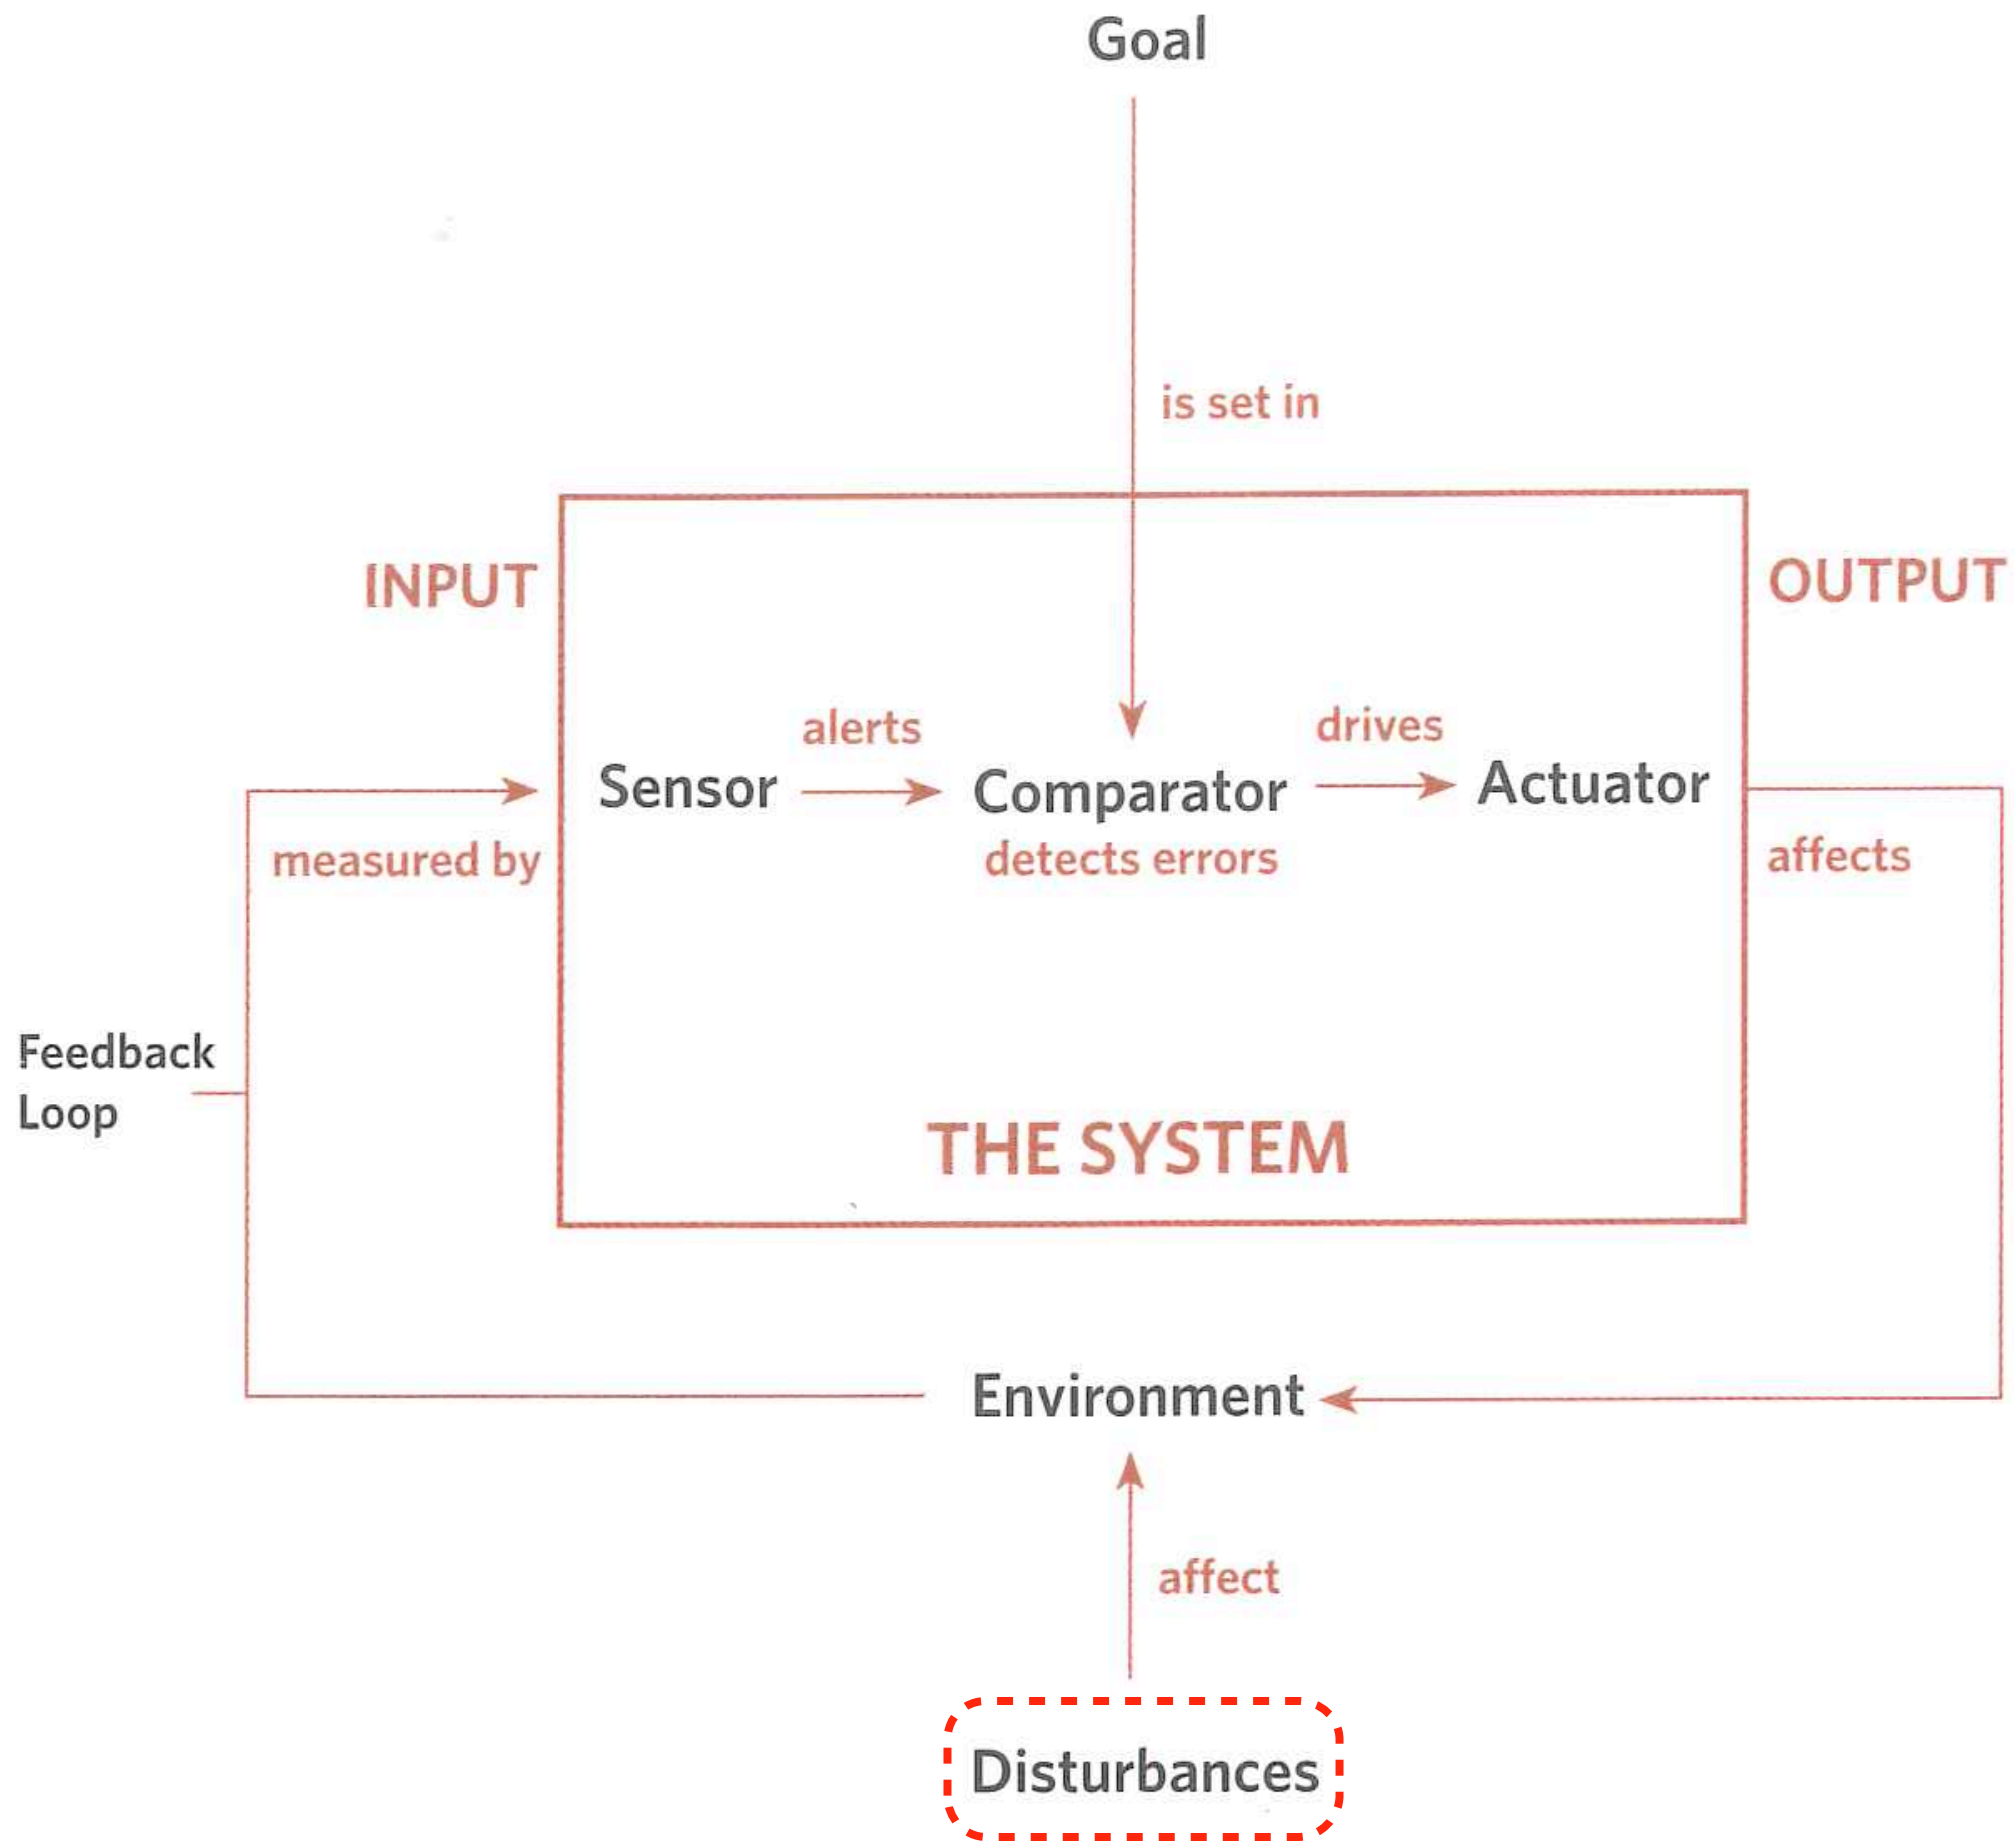 Goal
is set in
INPUT
OUTPUT
alerts
drives
Sensor
Comparator
Actuator
measured by
detects errors
affects
Feedback
Loop
THE SYSTEM
Environment
affect
Disturbances